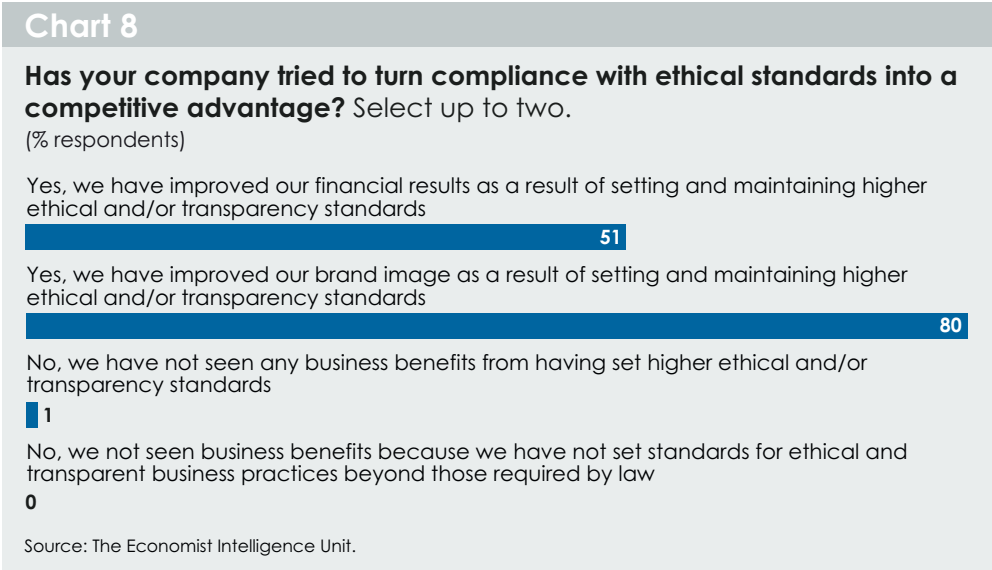 Chart 8
Has your company tried to turn compliance with ethical standards into a
competitive advantage? Select up to two.
(% respondents)
Yes, we have improved our financial results as a result of setting and maintaining higher
ethical and/or transparency standards
51
Yes, we have improved our brand image as a result of setting and maintaining higher
ethical and/or transparency standards
80
No, we have not seen any business benefits from having set higher ethical and/or
transparency standards
1
No, we not seen business benefits because we have not set standards for ethical and
transparent business practices beyond those required by law
0
Source: The Economist Intelligence Unit.